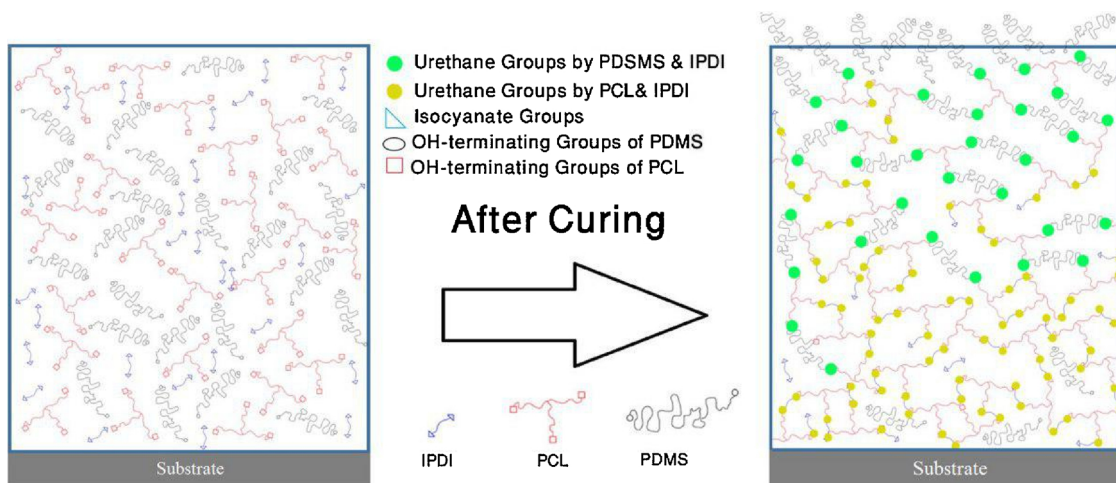 Urethane Groups by PDSMS & IPDI
Urethane Groups by PCL& IPDI
Isocyanate Groups
OH-terminating Groups of PDMS
OH-terminating Groups of PCL
After Curing
IPDI PCL PDMS
Substrate Substrate